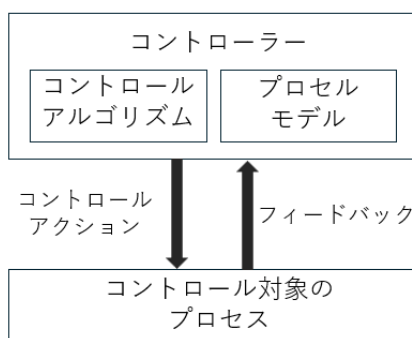 コントローラー
コントロール
アルゴリズム
プロセル
モデル
コントロール
アクション
フィードバック
コントロール対象の
プロセス